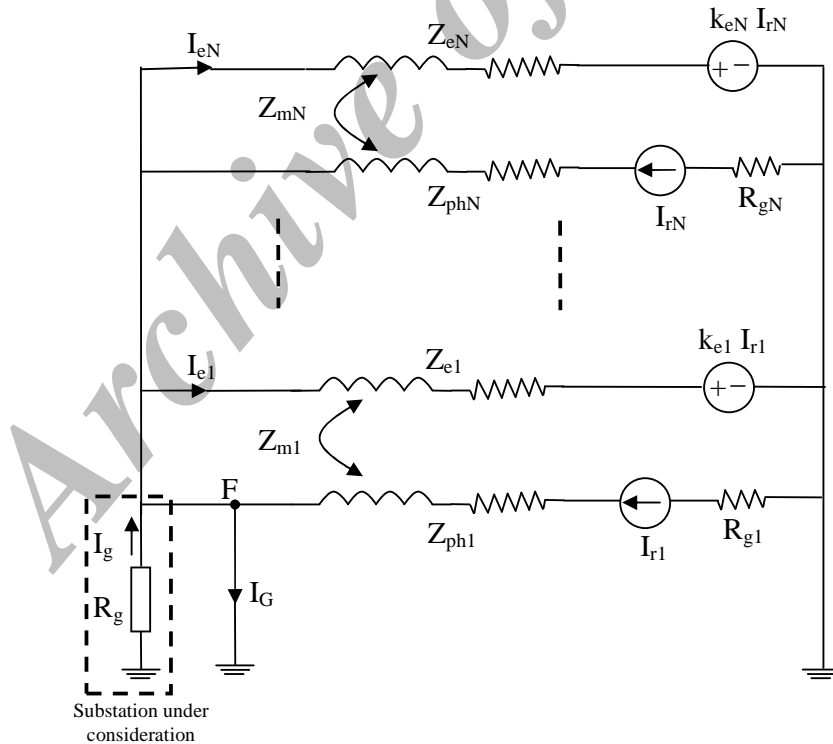 Archive of
I_eN
Z_eN
k_eN I_rN
+ −
Z_mN
Z_phN
I_rN
R_gN
I_e1
Z_e1
k_e1 I_r1
+ −
Z_m1
F
Z_ph1
I_r1
R_g1
I_g
R_g
I_G
Substation under
consideration